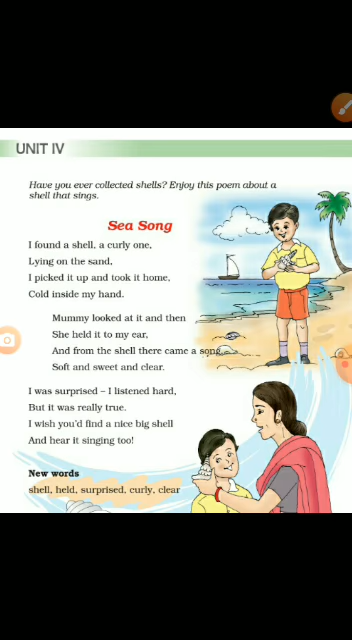 UNIT IV
Have you ever collected shells? Enjoy this poem about a
shell that sings.
Sea Song
I found a shell, a curly one,
Lying on the sand,
I picked it up and took it home,
Cold inside my hand.
Mummy looked at it and then
She held it to my ear,
And from the shell there came a song
Soft and sweet and clear.
I was surprised – I listened hard,
But it was really true.
I wish you'd find a nice big shell
And hear it singing too!
New words
shell, held, surprised, curly, clear